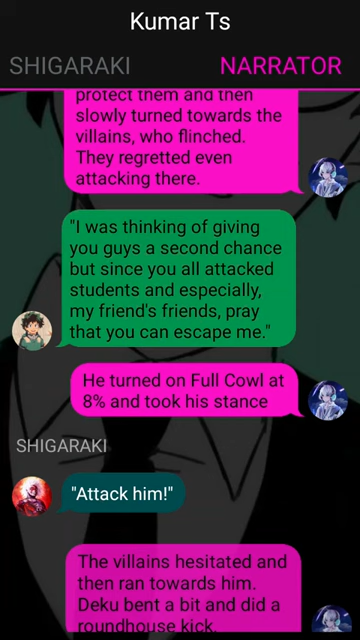 Kumar Ts
SHIGARAKI NARRATOR
protect them and then
slowly turned towards the
villains, who flinched.
They regretted even
attacking there.
"I was thinking of giving
you guys a second chance
but since you all attacked
students and especially,
my friend's friends, pray
that you can escape me."
He turned on Full Cowl at
8% and took his stance
SHIGARAKI
"Attack him!"
The villains hesitated and
then ran towards him.
Deku bent a bit and did a
roundhouse kick.